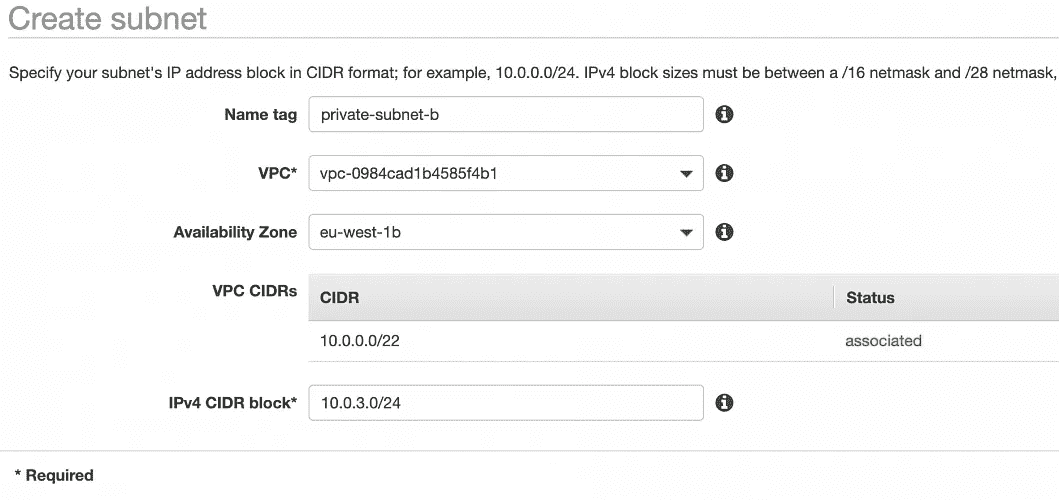 Create subnet
Specify your subnet's IP address block in CIDR format; for example, 10.0.0.0/24. IPv4 block sizes must be between a /16 netmask and /28 netmask,
Name tag private-subnet-b
VPC* vpc-0984cad1b4585f4b1
Availability Zone eu-west-1b
VPC CIDRs CIDR Status
10.0.0.0/22 associated
IPv4 CIDR block* 10.0.3.0/24
* Required